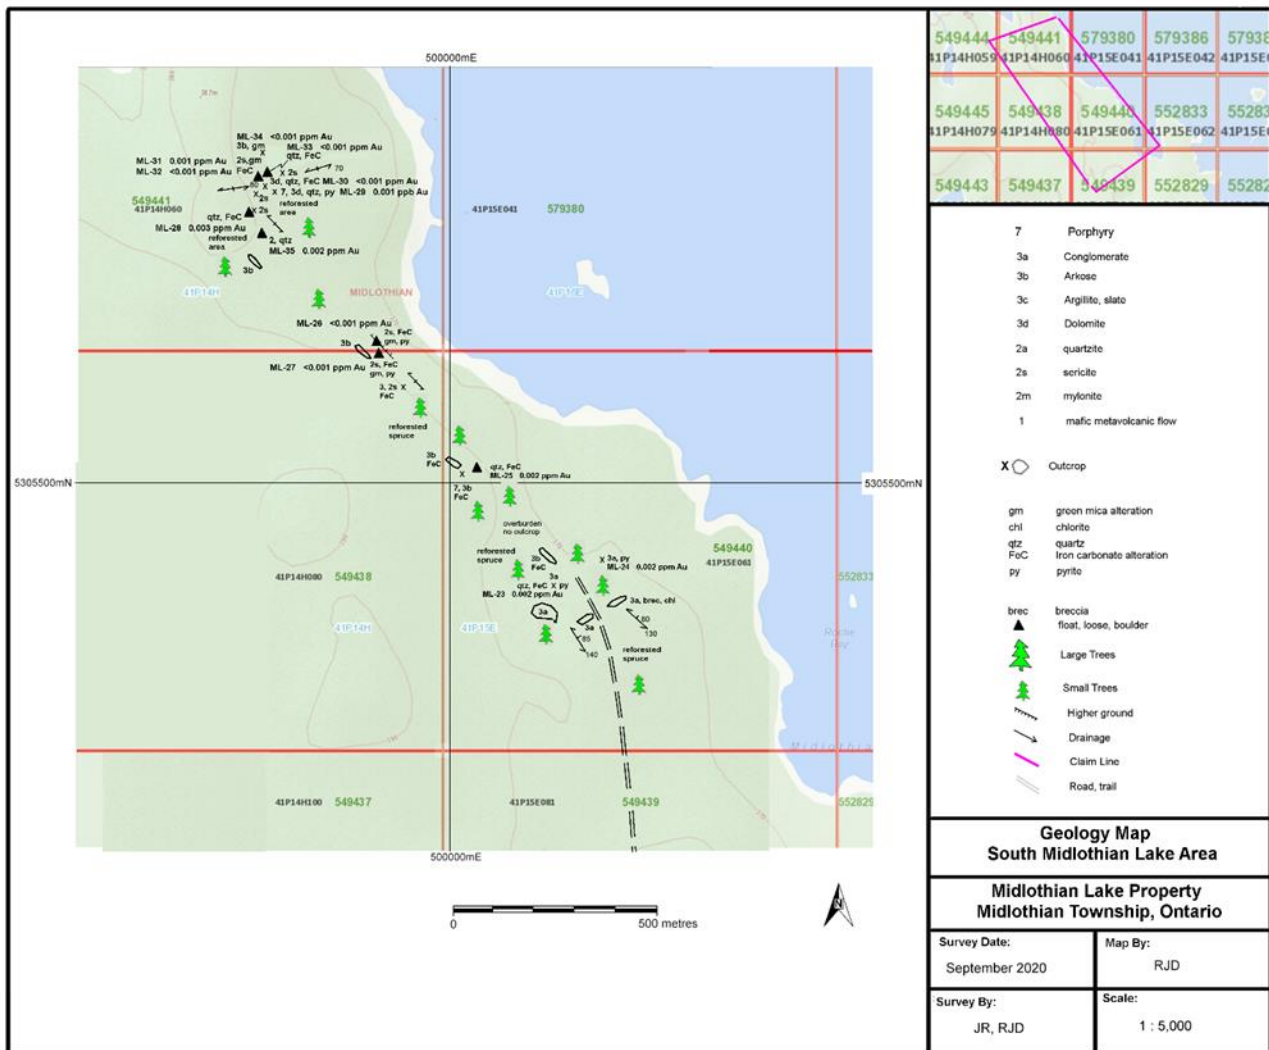 500000mE
ML-34 <0.001 ppm Au
3b, gm
ML-33 <0.001 ppm Au
qtz, FeC
ML-31 0.001 ppm Au
ML-32 <0.001 ppm Au
2s,gm
FeC
2s
70
60
3d, qtz, FeC ML-30 <0.001 ppm Au
7, 3d, qtz, py ML-29 0.001 ppb Au
2s
reforested
area
549441
41P14H060
qtz, FeC
2s
ML-28 0.003 ppm Au
reforested
area
2, qtz
ML-35 0.002 ppm Au
3b
41P15E041
579380
41P14H
MIDLOTHIAN
41P15E
ML-26 <0.001 ppm Au
2s, FeC
gm, py
3b
ML-27 <0.001 ppm Au
2s, FeC
gm, py
3, 2s X
FeC
reforested
spruce
3b
FeC
X
qtz, FeC
ML-25 0.002 ppm Au
5305500mN
5305500mN
7, 3b
FeC
overburden
no outcrop
reforested
spruce
3b
FeC
X 3a, py
ML-24 0.002 ppm Au
549440
41P15E061
41P14H080
549438
552833
3a
qtz, FeC X py
ML-23 0.002 ppm Au
3a
3a
3a, brec, chl
80
130
85
140
reforested
spruce
41P14H
41P15E
Midlothia
41P14H100
549437
41P15E081
549439
552829
500000mE
0
500 metres
N
549444
549441
579380
579386
57938
41P14H059
41P14H060
41P15E041
41P15E042
41P15E0
549445
549438
549440
552833
55283
41P14H079
41P14H080
41P15E061
41P15E062
41P15E0
549443
549437
549439
552829
55282
7 Porphyry
3a Conglomerate
3b Arkose
3c Argillite, slate
3d Dolomite
2a quartzite
2s sericite
2m mylonite
1 mafic metavolcanic flow
X Outcrop
gm green mica alteration
chl chlorite
qtz quartz
FeC Iron carbonate alteration
py pyrite
brec breccia
float, loose, boulder
Large Trees
Small Trees
Higher ground
Drainage
Claim Line
Road, trail
Geology Map
South Midlothian Lake Area
Midlothian Lake Property
Midlothian Township, Ontario
Survey Date:
September 2020
Map By:
RJD
Survey By:
JR, RJD
Scale:
1 : 5,000